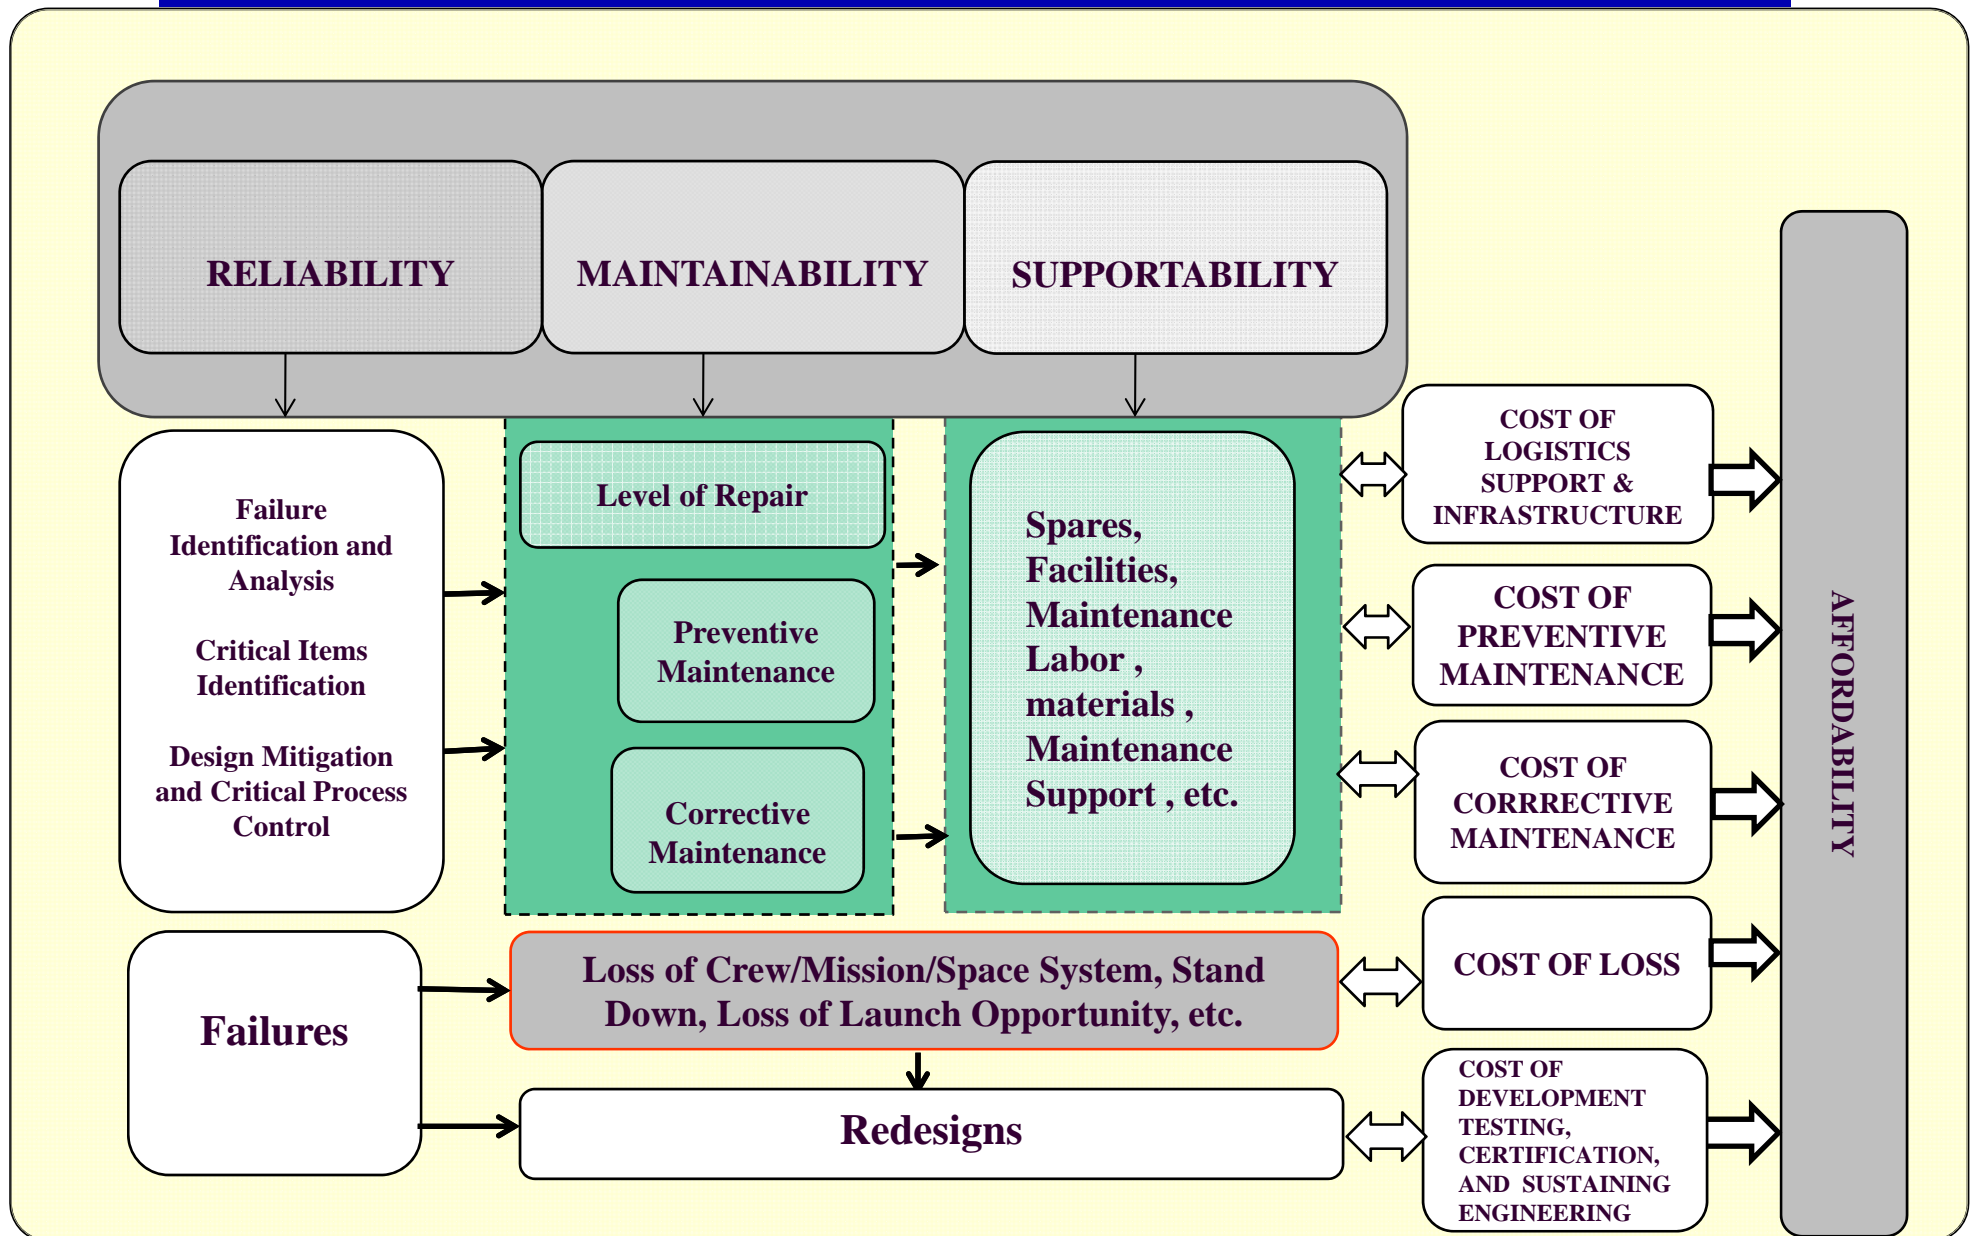 RELIABILITY
MAINTAINABILITY
SUPPORTABILITY
Failure
Identification and
Analysis
Critical Items
Identification
Design Mitigation
and Critical Process
Control
Level of Repair
Preventive
Maintenance
Corrective
Maintenance
Spares,
Facilities,
Maintenance
Labor ,
materials ,
Maintenance
Support , etc.
COST OF
LOGISTICS
SUPPORT &
INFRASTRUCTURE
COST OF
PREVENTIVE
MAINTENANCE
COST OF
CORRRECTIVE
MAINTENANCE
AFFORDABILITY
Failures
Loss of Crew/Mission/Space System, Stand
Down, Loss of Launch Opportunity, etc.
COST OF LOSS
Redesigns
COST OF
DEVELOPMENT
TESTING,
CERTIFICATION,
AND SUSTAINING
ENGINEERING